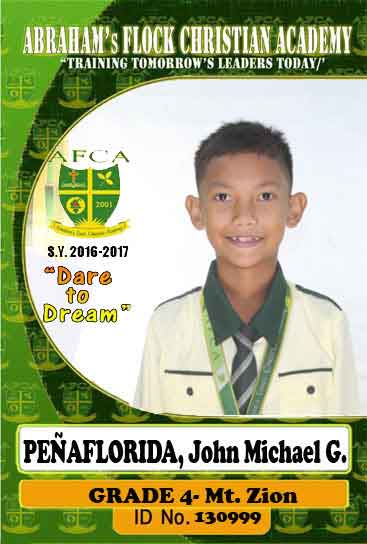 ABRAHAM's FLOCK CHRISTIAN ACADEMY
“TRAINING TOMORROW'S LEADERS TODAY!’
AFCA
2001
S.Y. 2016-2017
“Dare
to
Dream”
PEÑAFLORIDA, John Michael G.
GRADE 4- Mt. Zion
ID No. 130999